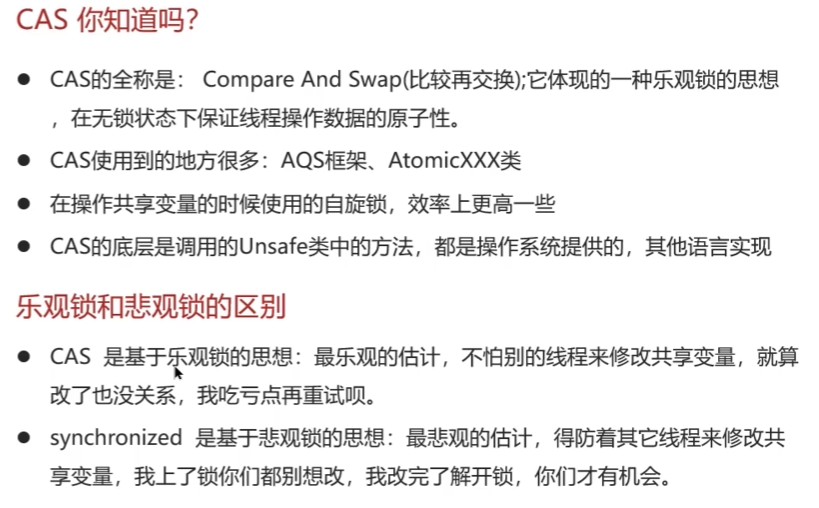 CAS 你知道吗？
● CAS的全称是： Compare And Swap(比较再交换);它体现的一种乐观锁的思想
，在无锁状态下保证线程操作数据的原子性。
● CAS使用到的地方很多：AQS框架、AtomicXXX类
● 在操作共享变量的时候使用的自旋锁，效率上更高一些
● CAS的底层是调用的Unsafe类中的方法，都是操作系统提供的，其他语言实现
乐观锁和悲观锁的区别
● CAS 是基于乐观锁的思想：最乐观的估计，不怕别的线程来修改共享变量，就算
改了也没关系，我吃亏点再重试呗。
● synchronized 是基于悲观锁的思想：最悲观的估计，得防着其它线程来修改共
享变量，我上了锁你们都别想改，我改完了解开锁，你们才有机会。